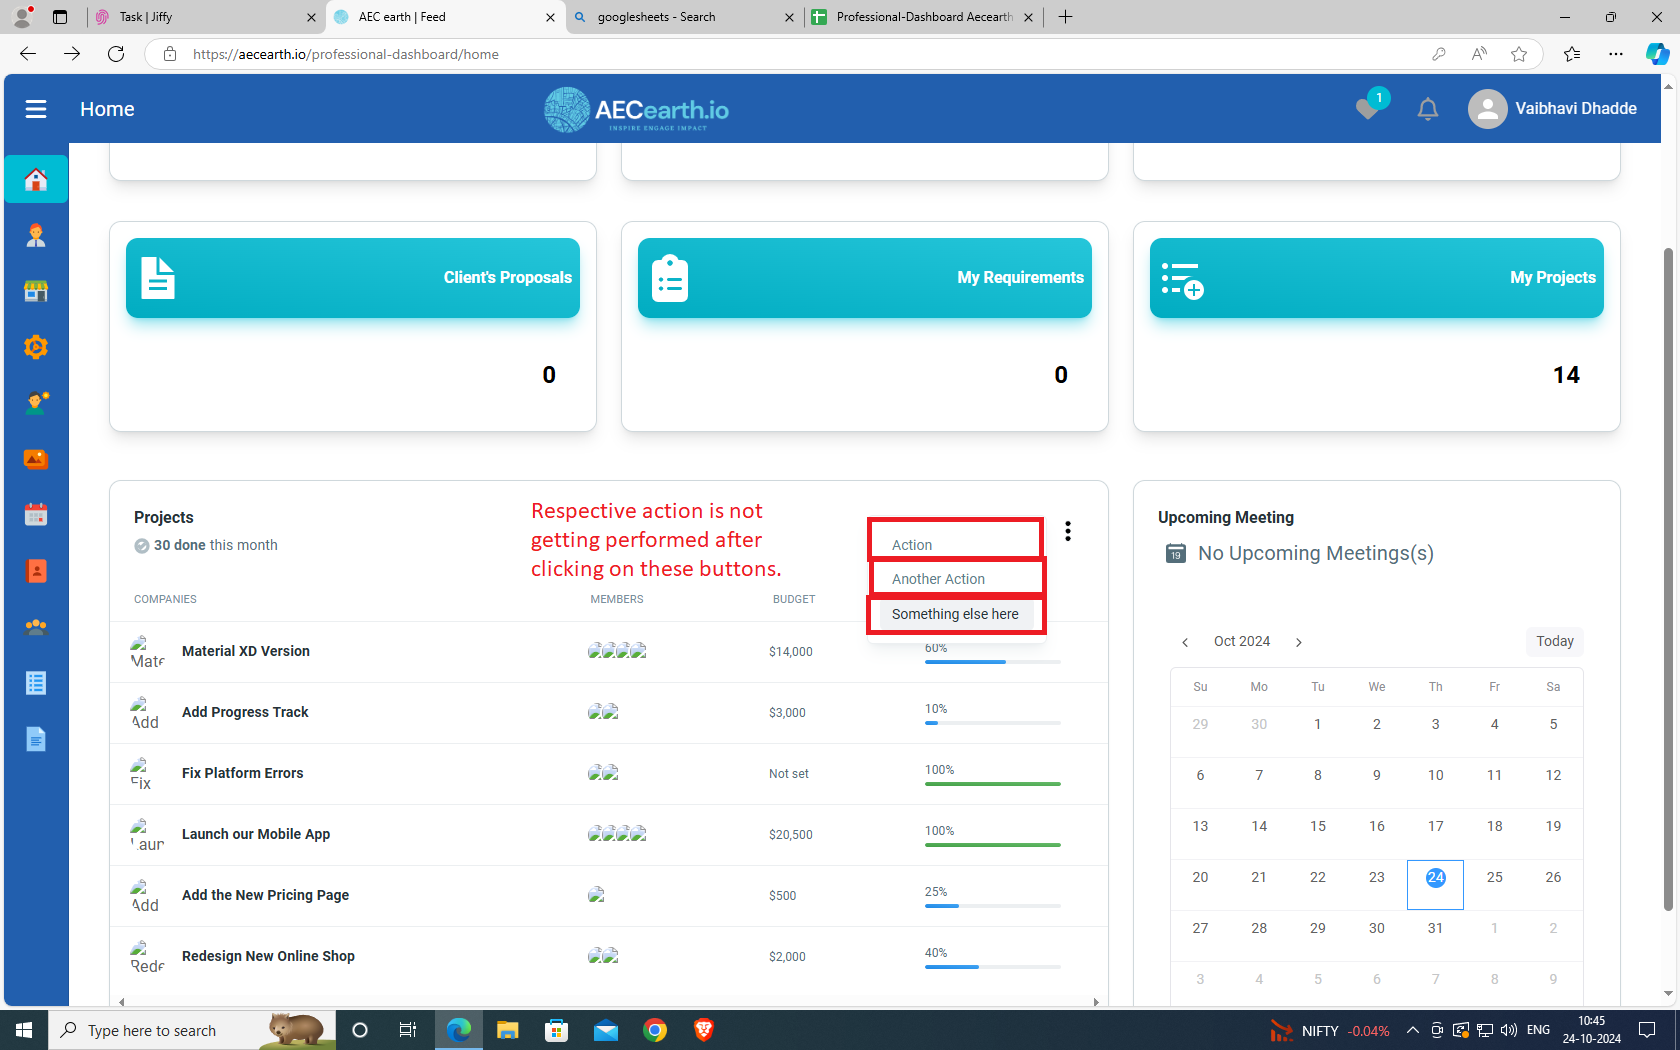 Task | Jiffy
AEC earth | Feed
googlesheets - Search
Professional-Dashboard Aecearth
https://aecearth.io/professional-dashboard/home
Home
AECearth.io
INSPIRE ENGAGE IMPACT
1
Vaibhavi Dhadde
Client's Proposals
0
My Requirements
0
My Projects
14
Projects
30 done this month
Respective action is not
getting performed after
clicking on these buttons.
Action
Another Action
Something else here
COMPANIES MEMBERS BUDGET
Mate Material XD Version $14,000 60%
Add Add Progress Track $3,000 10%
Fix Fix Platform Errors Not set 100%
Laun Launch our Mobile App $20,500 100%
Add Add the New Pricing Page $500 25%
Rede Redesign New Online Shop $2,000 40%
Upcoming Meeting
19 No Upcoming Meetings(s)
Oct 2024 Today
Su Mo Tu We Th Fr Sa
29 30 1 2 3 4 5
6 7 8 9 10 11 12
13 14 15 16 17 18 19
20 21 22 23 24 25 26
27 28 29 30 31 1 2
3 4 5 6 7 8 9
Type here to search
NIFTY -0.04%
ENG
10:45
24-10-2024